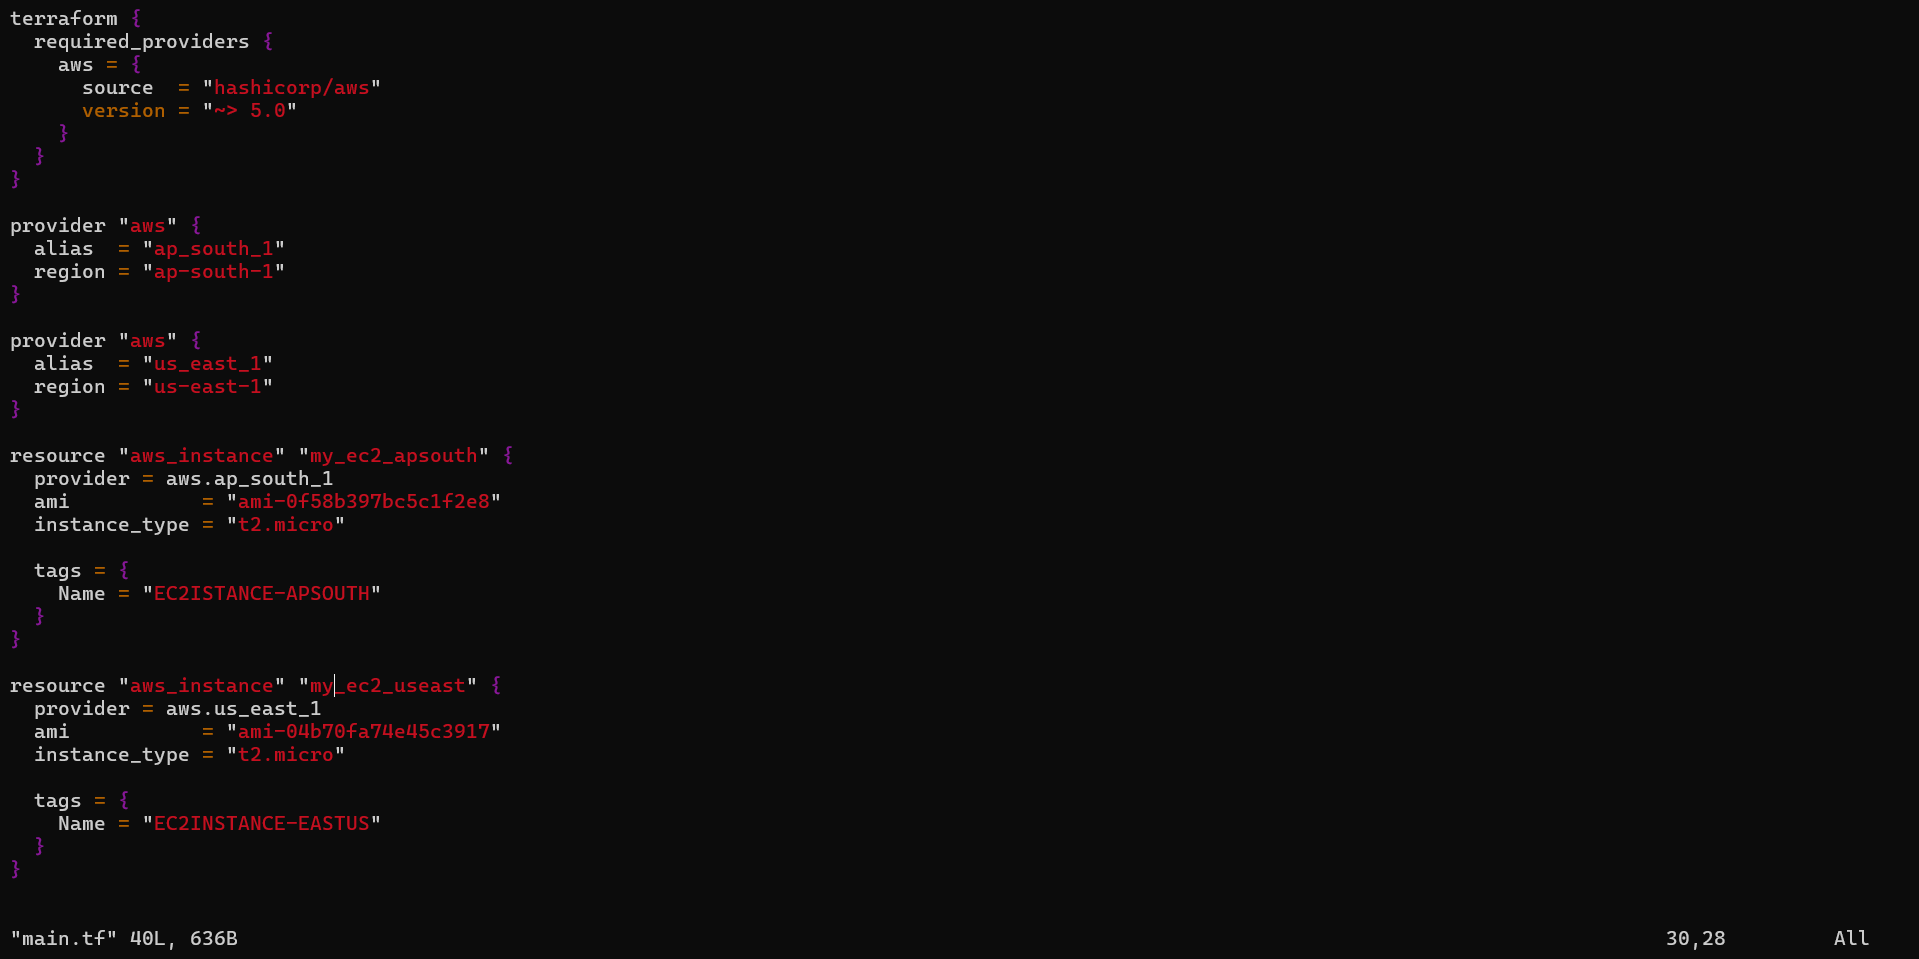 terraform {
  required_providers {
    aws = {
      source  = "hashicorp/aws"
      version = "~> 5.0"
    }
  }
}

provider "aws" {
  alias  = "ap_south_1"
  region = "ap-south-1"
}

provider "aws" {
  alias  = "us_east_1"
  region = "us-east-1"
}

resource "aws_instance" "my_ec2_apsouth" {
  provider = aws.ap_south_1
  ami           = "ami-0f58b397bc5c1f2e8"
  instance_type = "t2.micro"

  tags = {
    Name = "EC2ISTANCE-APSOUTH"
  }
}

resource "aws_instance" "my_ec2_useast" {
  provider = aws.us_east_1
  ami           = "ami-04b70fa74e45c3917"
  instance_type = "t2.micro"

  tags = {
    Name = "EC2INSTANCE-EASTUS"
  }
}

"main.tf" 40L, 636B 30,28 All